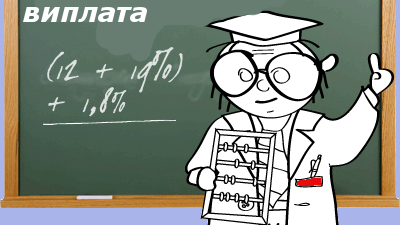 виплата
(12 + 19%)
+ 1,8%